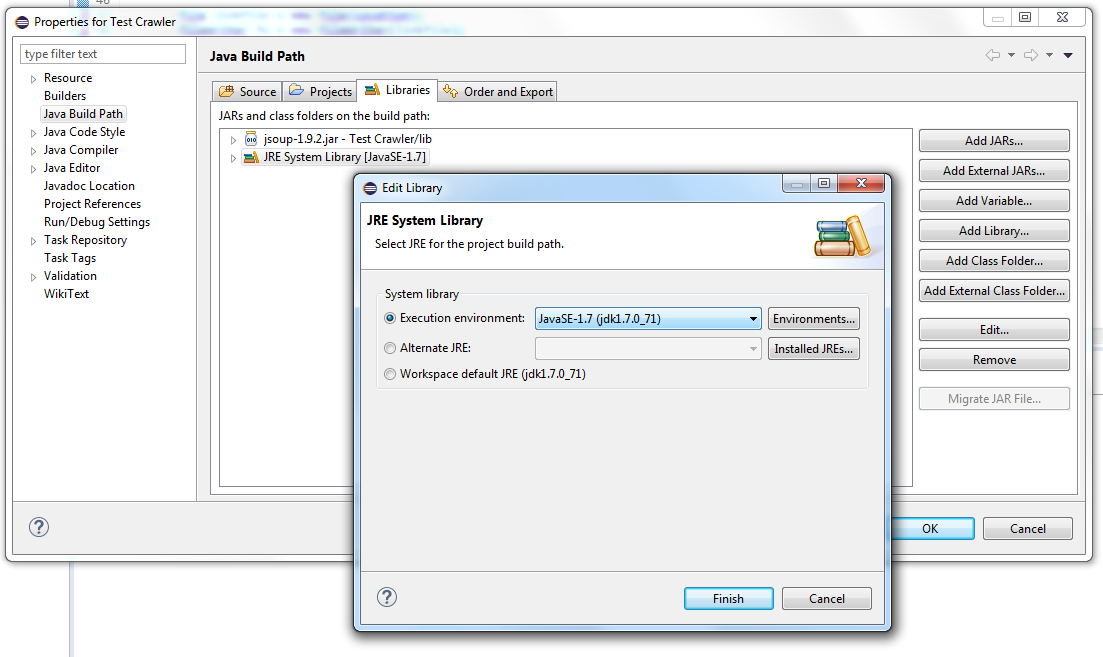 46
Properties for Test Crawler
type filter text
Resource
Builders
Java Build Path
Java Code Style
Java Compiler
Java Editor
Javadoc Location
Project References
Run/Debug Settings
Task Repository
Task Tags
Validation
WikiText
Java Build Path
Source
Projects
Libraries
Order and Export
JARs and class folders on the build path:
jsoup-1.9.2.jar - Test Crawler/lib
JRE System Library [JavaSE-1.7]
Add JARs...
Add External JARs...
Add Variable...
Add Library...
Add Class Folder...
Add External Class Folder...
Edit...
Remove
Migrate JAR File...
OK
Cancel
Edit Library
JRE System Library
Select JRE for the project build path.
System library
Execution environment:
JavaSE-1.7 (jdk1.7.0_71)
Environments...
Alternate JRE:
Installed JREs...
Workspace default JRE (jdk1.7.0_71)
Finish
Cancel